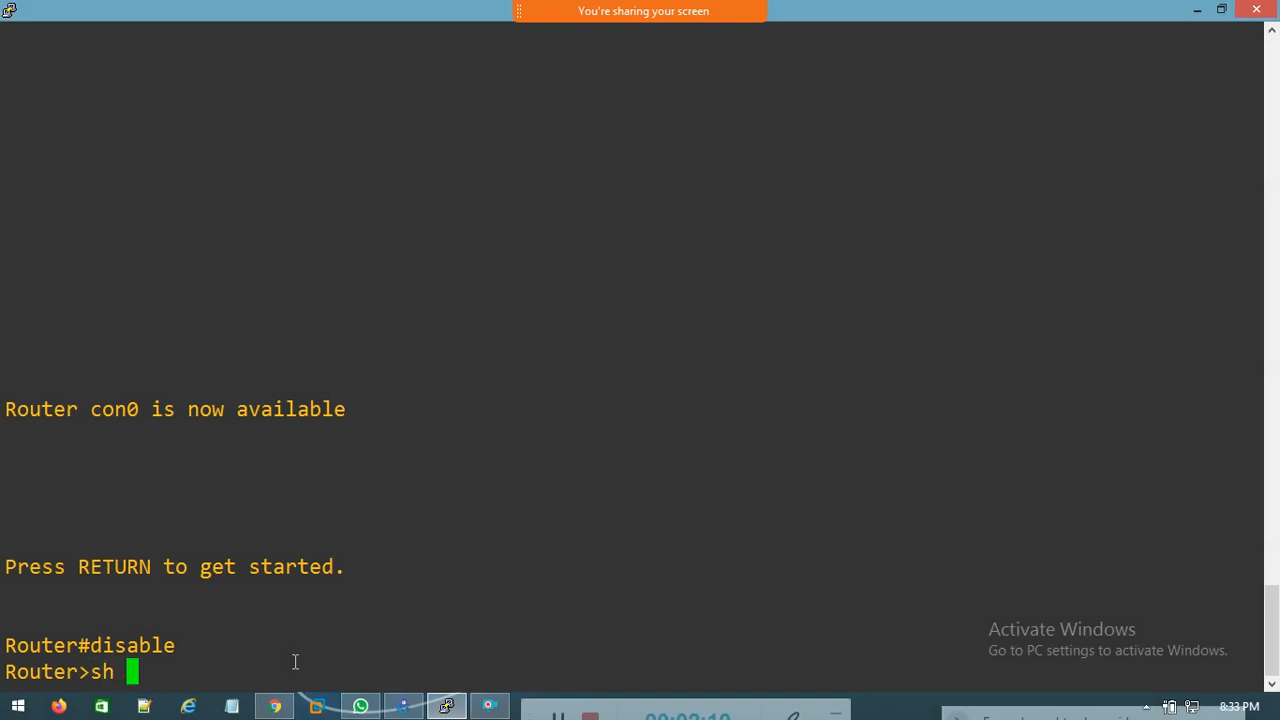 You're sharing your screen
Router con0 is now available
Press RETURN to get started.
Router#disable
Router>sh
Activate Windows
Go to PC settings to activate Windows.
8:33 PM